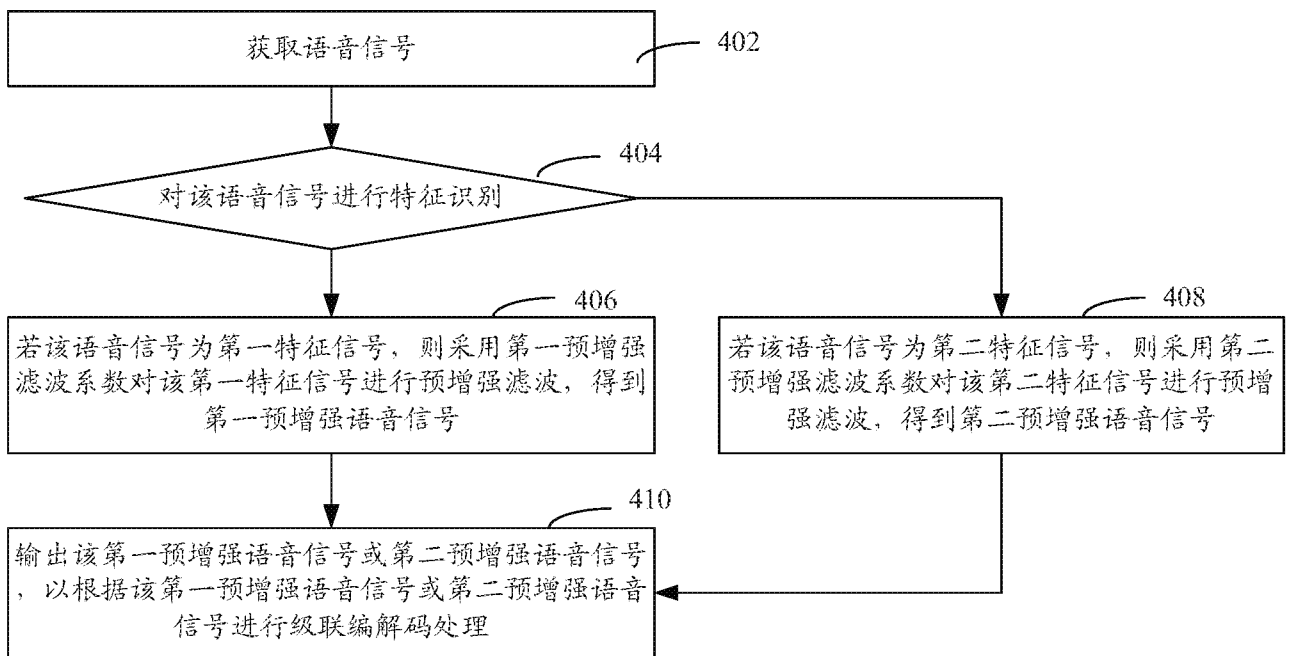 获取语音信号
402
404
对该语音信号进行特征识别
406
若该语音信号为第一特征信号，则采用第一预增强
滤波系数对该第一特征信号进行预增强滤波，得到
第一预增强语音信号
408
若该语音信号为第二特征信号，则采用第二
预增强滤波系数对该第二特征信号进行预增
强滤波，得到第二预增强语音信号
410
输出该第一预增强语音信号或第二预增强语音信号
，以根据该第一预增强语音信号或第二预增强语音
信号进行级联编解码处理